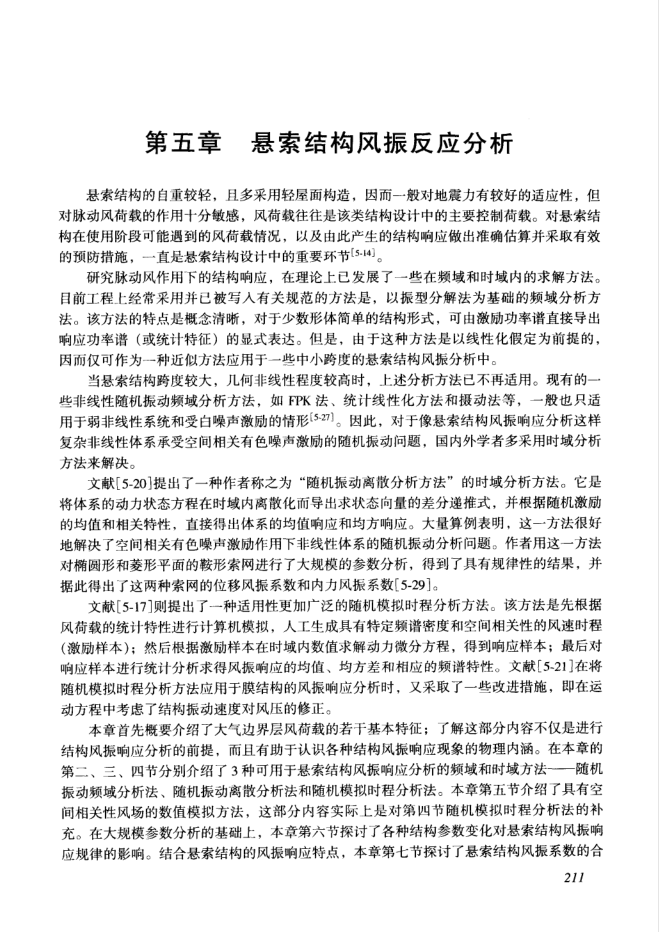 第五章　悬索结构风振反应分析
悬索结构的自重较轻，且多采用轻屋面构造，因而一般对地震力有较好的适应性，但
对脉动风荷载的作用十分敏感，风荷载往往是该类结构设计中的主要控制荷载。对悬索结
构在使用阶段可能遇到的风荷载情况，以及由此产生的结构响应做出准确估算并采取有效
的预防措施，一直是悬索结构设计中的重要环节[5-14]。
研究脉动风作用下的结构响应，在理论上已发展了一些在频域和时域内的求解方法。
目前工程上经常采用并已被写入有关规范的方法是，以振型分解法为基础的频域分析方
法。该方法的特点是概念清晰，对于少数形体简单的结构形式，可由激励功率谱直接导出
响应功率谱（或统计特征）的显式表达。但是，由于这种方法是以线性化假定为前提的，
因而仅可作为一种近似方法应用于一些中小跨度的悬索结构风振分析中。
当悬索结构跨度较大，几何非线性程度较高时，上述分析方法已不再适用。现有的一
些非线性随机振动频域分析方法，如 FPK 法、统计线性化方法和摄动法等，一般也只适
用于弱非线性系统和受白噪声激励的情形[5-27]。因此，对于像悬索结构风振响应分析这样
复杂非线性体系承受空间相关有色噪声激励的随机振动问题，国内外学者多采用时域分析
方法来解决。
文献[5-20]提出了一种作者称之为“随机振动离散分析方法”的时域分析方法。它是
将体系的动力状态方程在时域内离散化而导出求状态向量的差分递推式，并根据随机激励
的均值和相关特性，直接得出体系的均值响应和均方响应。大量算例表明，这一方法很好
地解决了空间相关有色噪声激励作用下非线性体系的随机振动分析问题。作者用这一方法
对椭圆形和菱形平面的鞍形索网进行了大规模的参数分析，得到了具有规律性的结果，并
据此得出了这两种索网的位移风振系数和内力风振系数[5-29]。
文献[5-17]则提出了一种适用性更加广泛的随机模拟时程分析方法。该方法是先根据
风荷载的统计特性进行计算机模拟，人工生成具有特定频谱密度和空间相关性的风速时程
（激励样本）；然后根据激励样本在时域内数值求解动力微分方程，得到响应样本；最后对
响应样本进行统计分析求得风振响应的均值、均方差和相应的频谱特性。文献[5-21]在将
随机模拟时程分析方法应用于膜结构的风振响应分析时，又采取了一些改进措施，即在运
动方程中考虑了结构振动速度对风压的修正。
本章首先概要介绍了大气边界层风荷载的若干基本特征；了解这部分内容不仅是进行
结构风振响应分析的前提，而且有助于认识各种结构风振响应现象的物理内涵。在本章的
第二、三、四节分别介绍了 3 种可用于悬索结构风振响应分析的频域和时域方法——随机
振动频域分析法、随机振动离散分析法和随机模拟时程分析法。本章第五节介绍了具有空
间相关性风场的数值模拟方法，这部分内容实际上是对第四节随机模拟时程分析法的补
充。在大规模参数分析的基础上，本章第六节探讨了各种结构参数变化对悬索结构风振响
应规律的影响。结合悬索结构的风振响应特点，本章第七节探讨了悬索结构风振系数的合
211